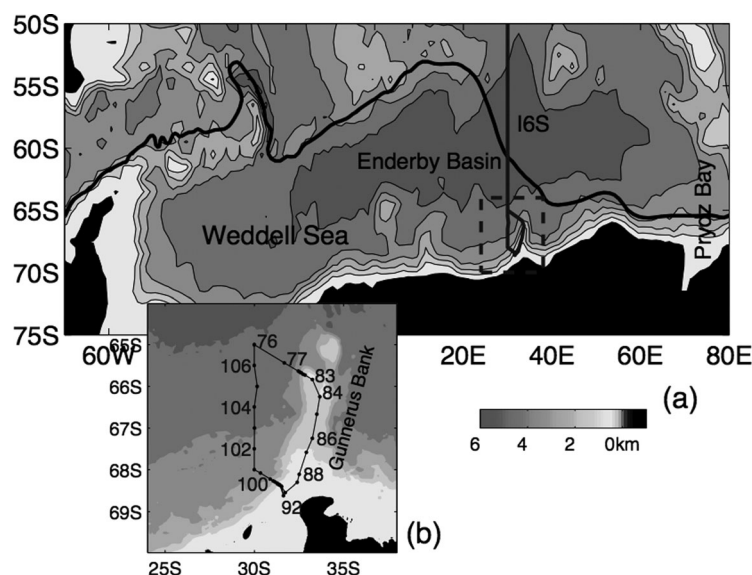 50S
55S
60S
65S
70S
75S
I6S
Enderby Basin
Weddell Sea
Prydz Bay
60W
20E
40E
60E
80E
(a)
6 4 2 0km
65S
66S
67S
68S
69S
76
77
106
83
84
104
86
102
88
100
92
Gunnerus Bank
25S
30S
35S
(b)